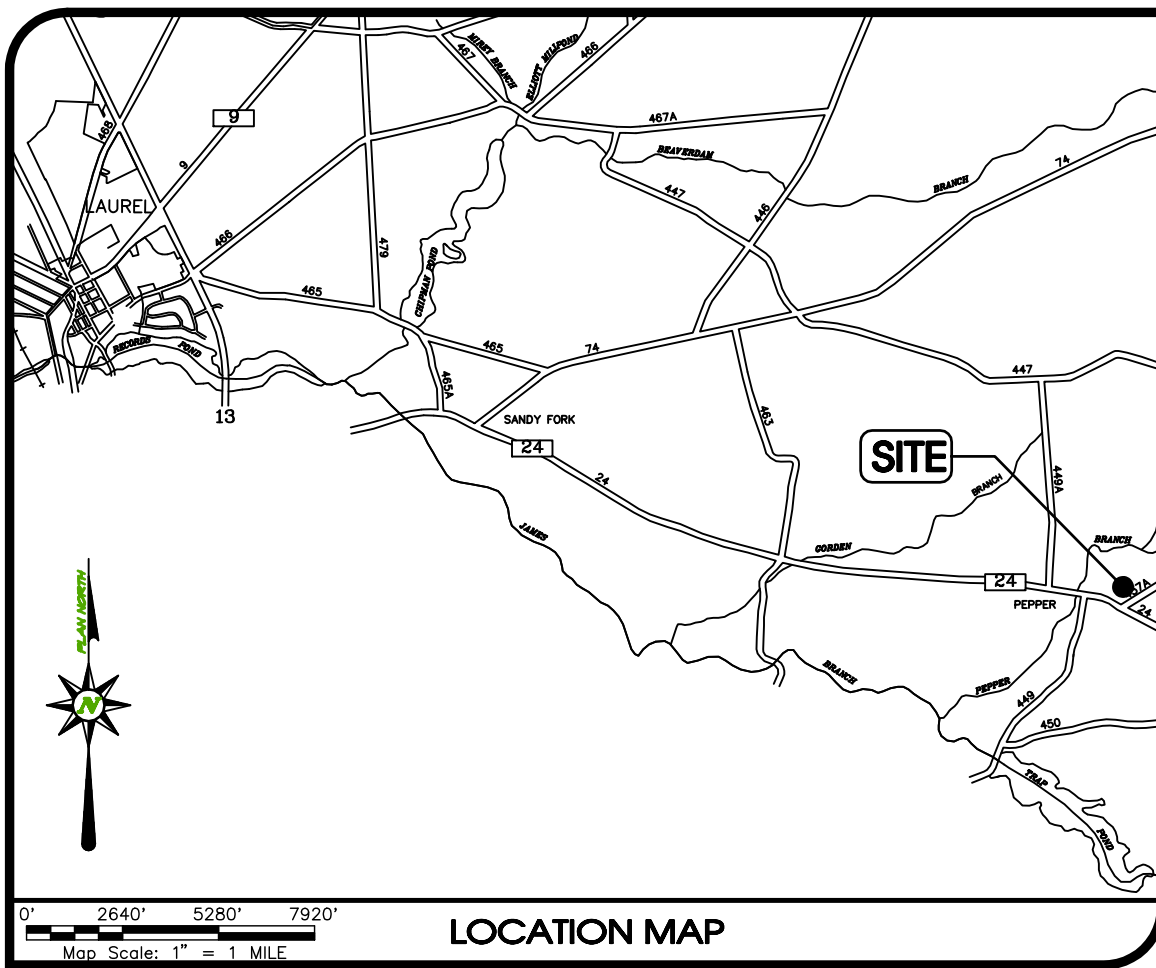 MIREY BRANCH
ELLIOTT MILLPOND
467
466
9
468
467A
9
BEAVERDAM
74
BRANCH
447
LAUREL
446
466
479
CHIPMAN POND
465
RECORDS POND
465
74
447
465A
13
SANDY FORK
463
24
SITE
449A
24
BRANCH
JAMES
BRANCH
GORDEN
24
PEPPER
24
PLAN NORTH
N
BRANCH
PEPPER
449
450
TRAP
POND
0' 2640' 5280' 7920'
Map Scale: 1" = 1 MILE
LOCATION MAP